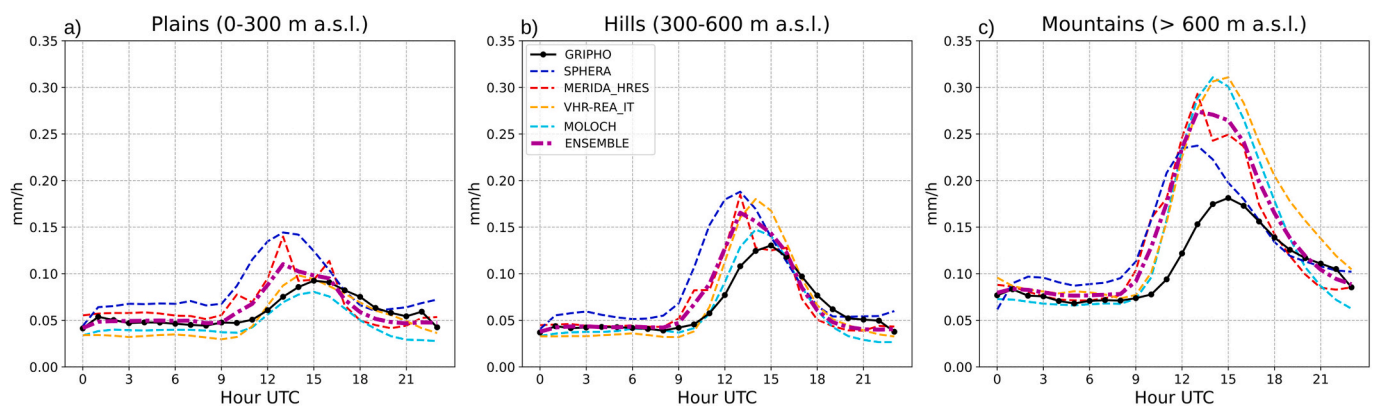 a) Plains (0-300 m a.s.l.)
0.35
0.30
0.25
0.20
0.15
0.10
0.05
0.00
mm/h
0 3 6 9 12 15 18 21
Hour UTC
b) Hills (300-600 m a.s.l.)
0.35
0.30
0.25
0.20
0.15
0.10
0.05
0.00
mm/h
GRIPHO
SPHERA
MERIDA_HRES
VHR-REA_IT
MOLOCH
ENSEMBLE
0 3 6 9 12 15 18 21
Hour UTC
c) Mountains (> 600 m a.s.l.)
0.35
0.30
0.25
0.20
0.15
0.10
0.05
0.00
mm/h
0 3 6 9 12 15 18 21
Hour UTC